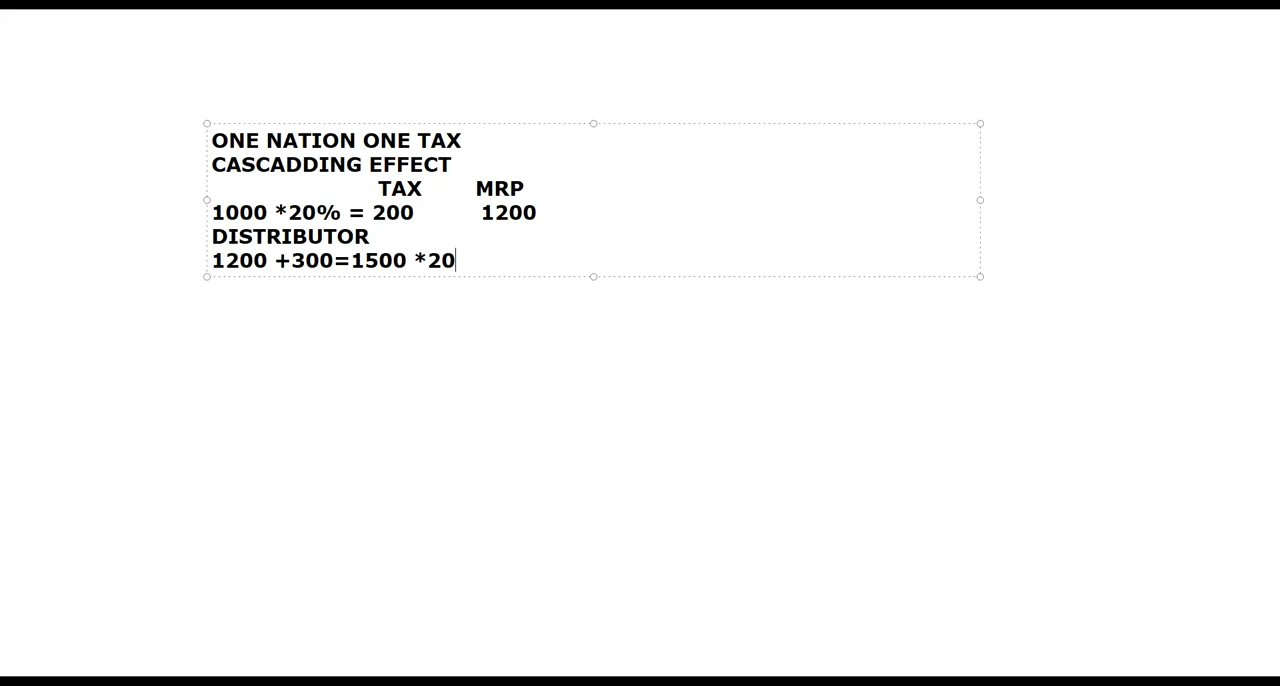 ONE NATION ONE TAX
CASCADDING EFFECT
TAX MRP
1000 *20% = 200 1200
DISTRIBUTOR
1200 +300=1500 *20